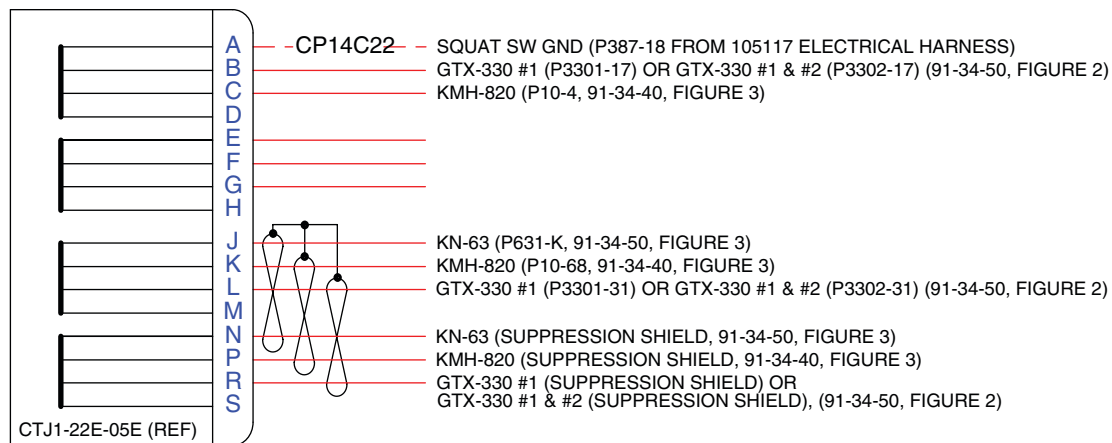 A CP14C22 SQUAT SW GND (P387-18 FROM 105117 ELECTRICAL HARNESS)
B GTX-330 #1 (P3301-17) OR GTX-330 #1 & #2 (P3302-17) (91-34-50, FIGURE 2)
C KMH-820 (P10-4, 91-34-40, FIGURE 3)
D
E
F
G
H
J KN-63 (P631-K, 91-34-50, FIGURE 3)
K KMH-820 (P10-68, 91-34-40, FIGURE 3)
L GTX-330 #1 (P3301-31) OR GTX-330 #1 & #2 (P3302-31) (91-34-50, FIGURE 2)
M
N KN-63 (SUPPRESSION SHIELD, 91-34-50, FIGURE 3)
P KMH-820 (SUPPRESSION SHIELD, 91-34-40, FIGURE 3)
R GTX-330 #1 (SUPPRESSION SHIELD) OR
S GTX-330 #1 & #2 (SUPPRESSION SHIELD), (91-34-50, FIGURE 2)
CTJ1-22E-05E (REF)